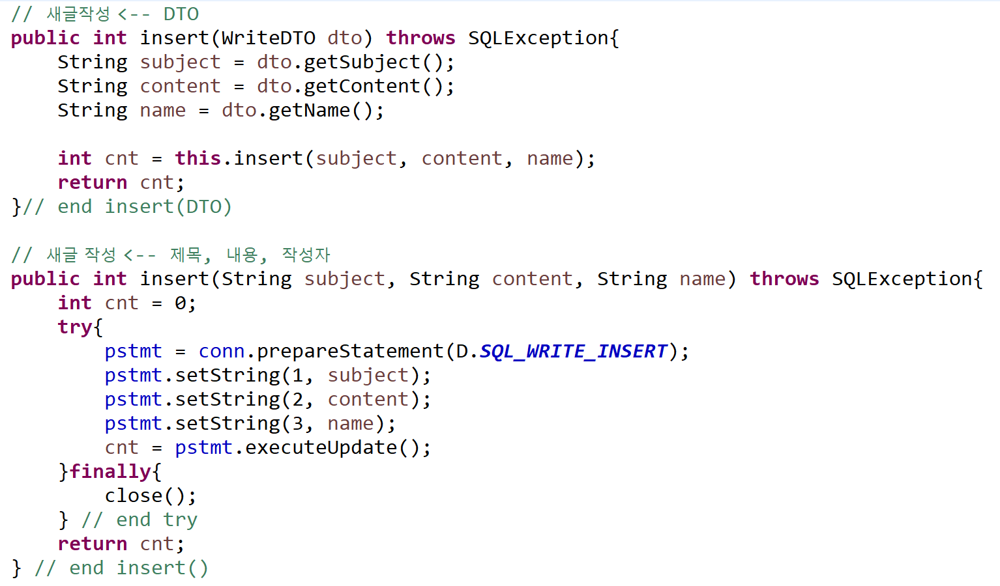 // 새글작성 <-- DTO
public int insert(WriteDTO dto) throws SQLException{
    String subject = dto.getSubject();
    String content = dto.getContent();
    String name = dto.getName();

    int cnt = this.insert(subject, content, name);
    return cnt;
}// end insert(DTO)

// 새글 작성 <-- 제목, 내용, 작성자
public int insert(String subject, String content, String name) throws SQLException{
    int cnt = 0;
    try{
        pstmt = conn.prepareStatement(D.SQL_WRITE_INSERT);
        pstmt.setString(1, subject);
        pstmt.setString(2, content);
        pstmt.setString(3, name);
        cnt = pstmt.executeUpdate();
    }finally{
        close();
    } // end try
    return cnt;
} // end insert()